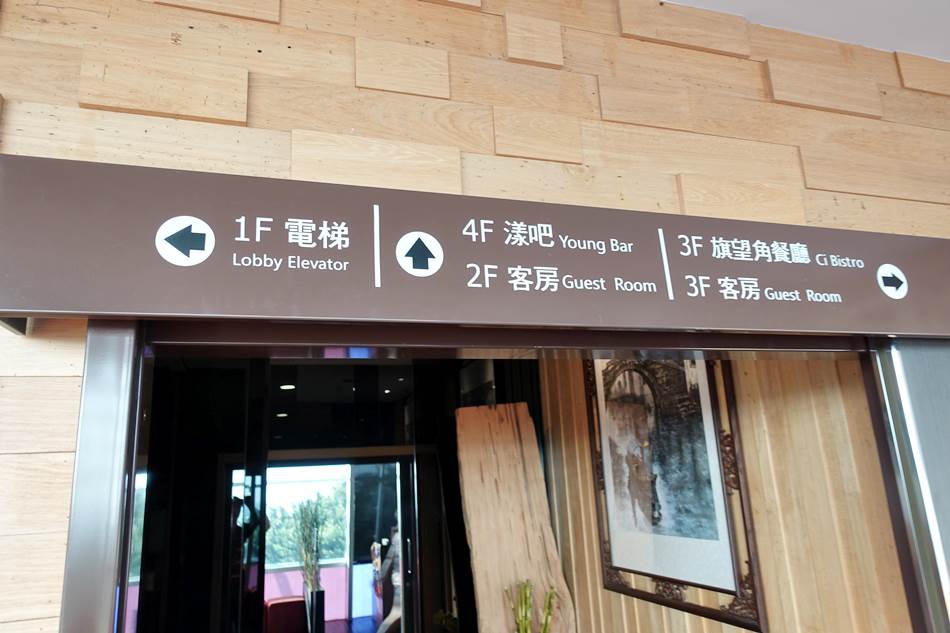 1F 電梯
Lobby Elevator
4F 漾吧 Young Bar
2F 客房 Guest Room
3F 旗望角餐廳 Ci Bistro
3F 客房 Guest Room